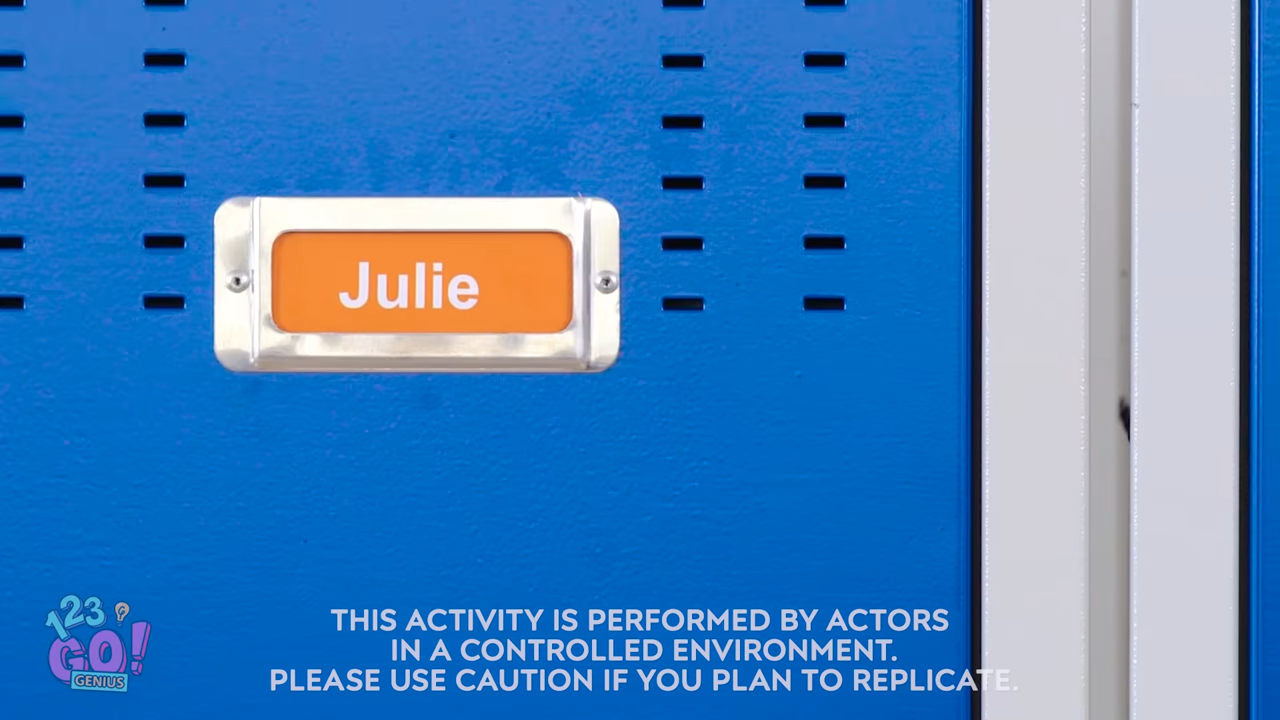 Julie
123
GO!
GENIUS
THIS ACTIVITY IS PERFORMED BY ACTORS
IN A CONTROLLED ENVIRONMENT.
PLEASE USE CAUTION IF YOU PLAN TO REPLICATE.